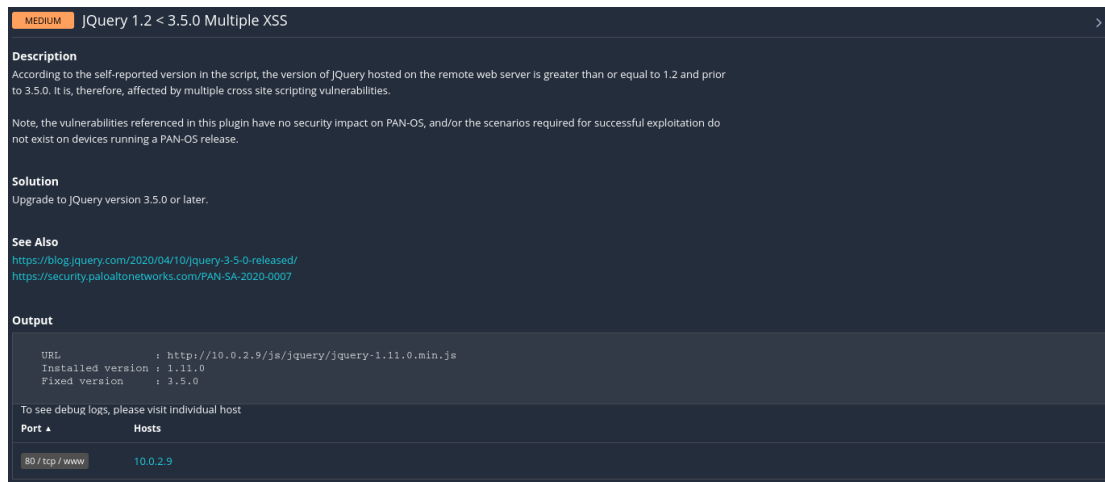 MEDIUM JQuery 1.2 < 3.5.0 Multiple XSS
Description
According to the self-reported version in the script, the version of JQuery hosted on the remote web server is greater than or equal to 1.2 and prior
to 3.5.0. It is, therefore, affected by multiple cross site scripting vulnerabilities.
Note, the vulnerabilities referenced in this plugin have no security impact on PAN-OS, and/or the scenarios required for successful exploitation do
not exist on devices running a PAN-OS release.
Solution
Upgrade to JQuery version 3.5.0 or later.
See Also
https://blog.jquery.com/2020/04/10/jquery-3-5-0-released/
https://security.paloaltonetworks.com/PAN-SA-2020-0007
Output
URL : http://10.0.2.9/js/jquery/jquery-1.11.0.min.js
Installed version : 1.11.0
Fixed version : 3.5.0
To see debug logs, please visit individual host
Port ▲ Hosts
80 / tcp / www 10.0.2.9